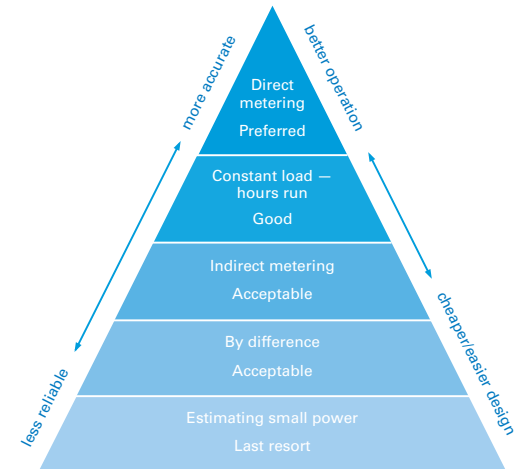 more accurate
better operation
Direct
metering
Preferred
Constant load —
hours run
Good
Indirect metering
Acceptable
By difference
Acceptable
Estimating small power
Last resort
less reliable
cheaper/easier design